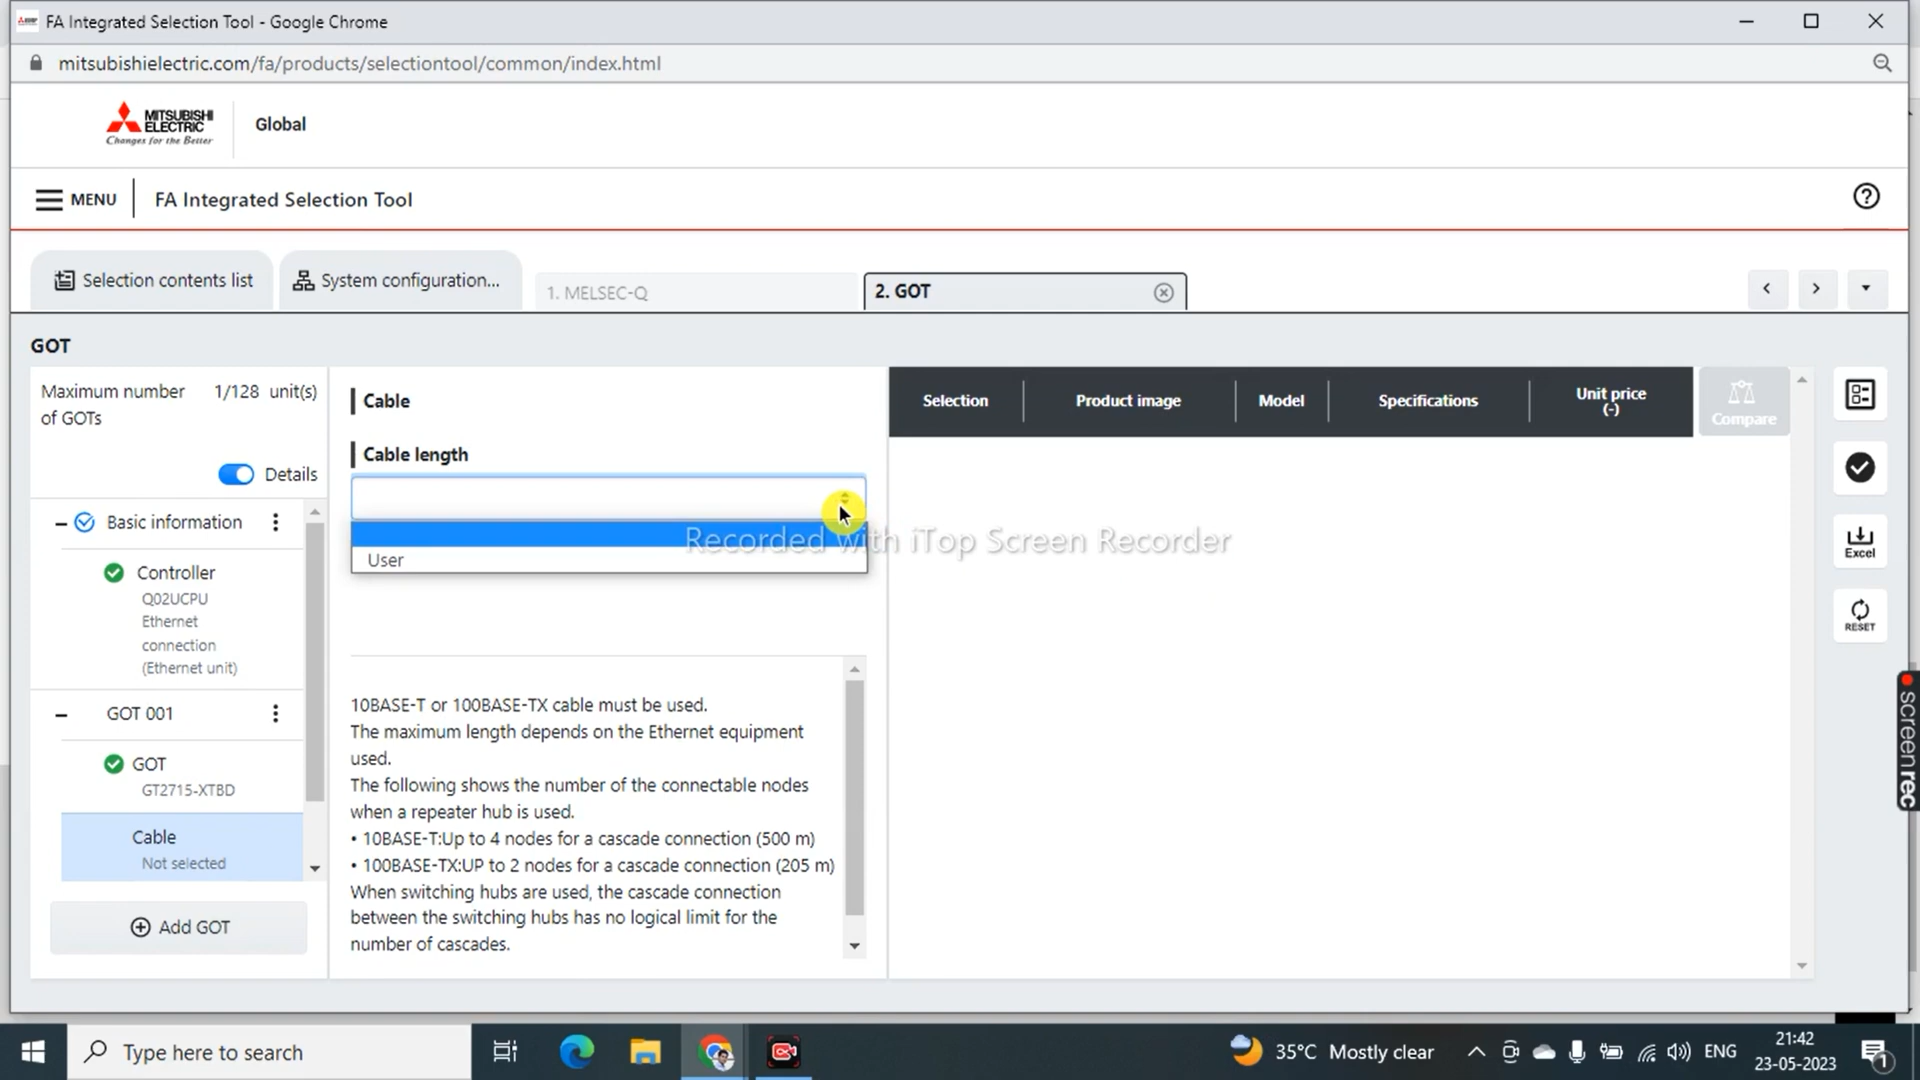 FA Integrated Selection Tool - Google Chrome
mitsubishielectric.com/fa/products/selectiontool/common/index.html
MITSUBISHI
ELECTRIC
Changes for the Better
Global
MENU
FA Integrated Selection Tool
Selection contents list
System configuration...
1. MELSEC-Q
2. GOT
GOT
Maximum number 1/128 unit(s)
of GOTs
Details
Basic information
Controller
Q02UCPU
Ethernet
connection
(Ethernet unit)
GOT 001
GOT
GT2715-XTBD
Cable
Not selected
Add GOT
Cable
Cable length
User
10BASE-T or 100BASE-TX cable must be used.
The maximum length depends on the Ethernet equipment
used.
The following shows the number of the connectable nodes
when a repeater hub is used.
• 10BASE-T:Up to 4 nodes for a cascade connection (500 m)
• 100BASE-TX:UP to 2 nodes for a cascade connection (205 m)
When switching hubs are used, the cascade connection
between the switching hubs has no logical limit for the
number of cascades.
Selection
Product image
Model
Specifications
Unit price
(-)
Compare
Excel
RESET
Recorded with iTop Screen Recorder
screenrec
Type here to search
35°C Mostly clear
ENG
21:42
23-05-2023
1